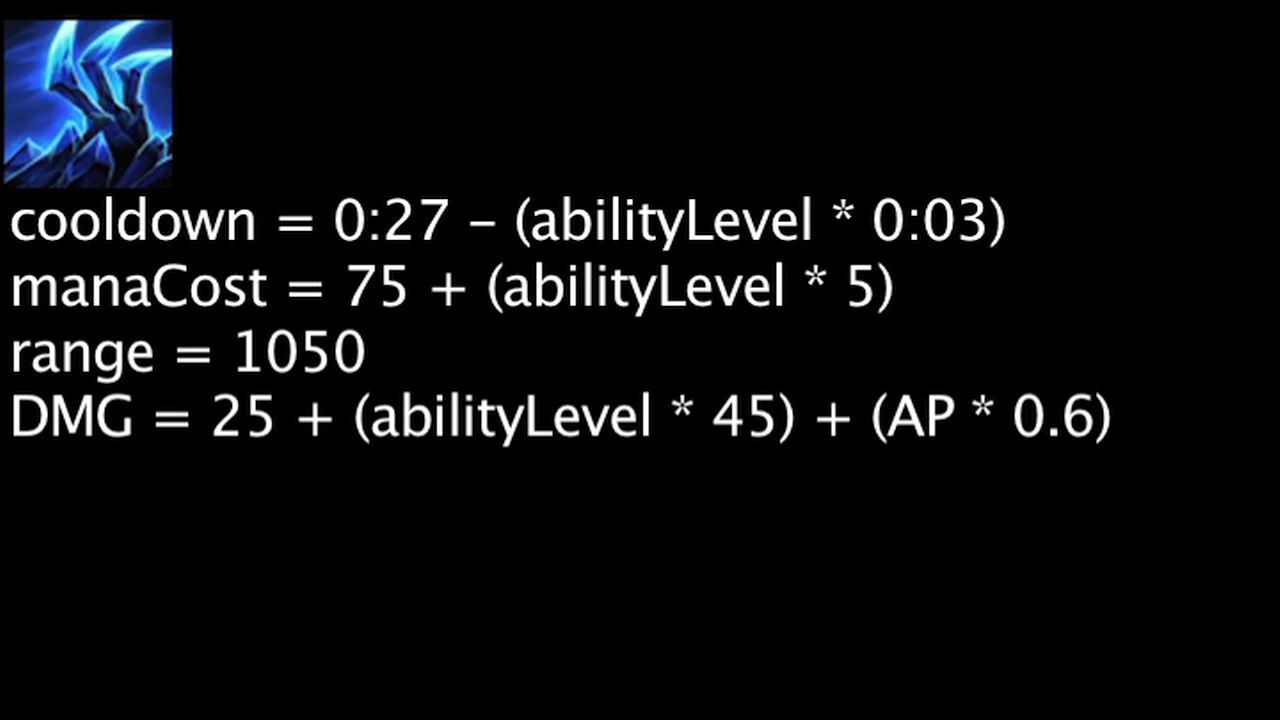 cooldown = 0:27 – (abilityLevel * 0:03)
manaCost = 75 + (abilityLevel * 5)
range = 1050
DMG = 25 + (abilityLevel * 45) + (AP * 0.6)